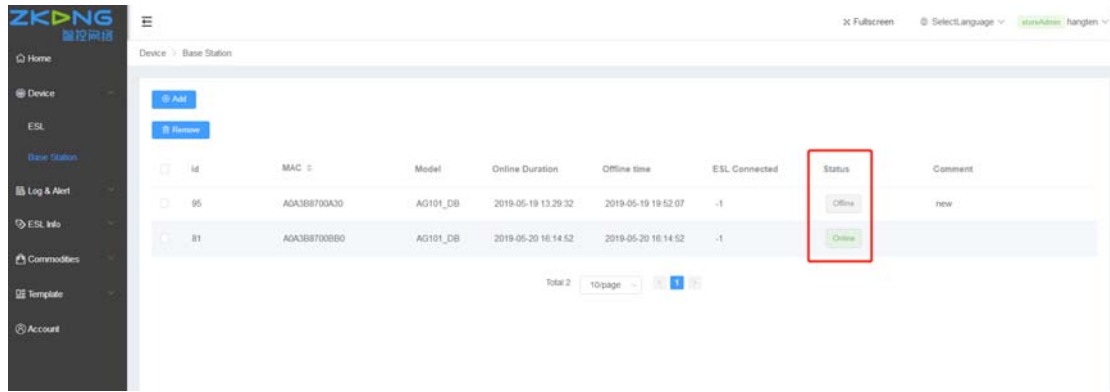 ZKONG
智控网络
Fullscreen
SelectLanguage
storeAdmin hangten
Home
Device > Base Station
Device
Add
ESL
Remove
Base Station
id MAC Model Online Duration Offline time ESL Connected Status Comment
Log & Alert
95 A0A3B8700A30 AG101_DB 2019-05-19 13:29:32 2019-05-19 19:52:07 -1 Offline new
ESL Info
81 A0A3B8700BB0 AG101_DB 2019-05-20 16:14:52 2019-05-20 16:14:52 -1 Online
Commodities
Total 2 10/page < 1 >
Template
Account